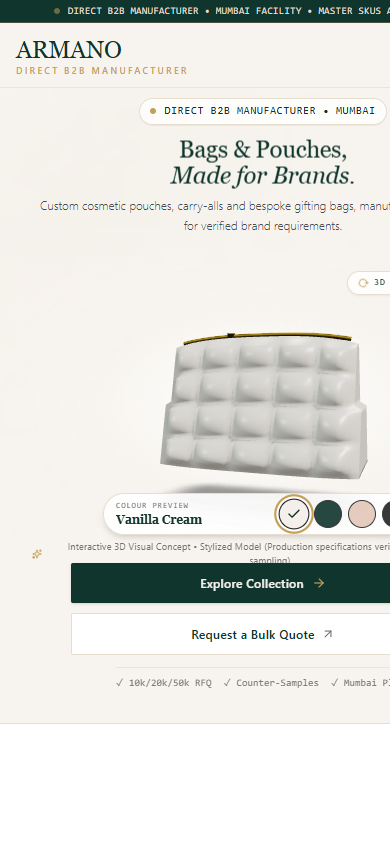 DIRECT B2B MANUFACTURER • MUMBAI FACILITY • MASTER SKUS
ARMANO
DIRECT B2B MANUFACTURER
DIRECT B2B MANUFACTURER • MUMBAI
Bags & Pouches,
Made for Brands.
Custom cosmetic pouches, carry-alls and bespoke gifting bags,
for verified brand requirements.
3D
COLOUR PREVIEW
Vanilla Cream
Interactive 3D Visual Concept • Stylized Model (Production specifications
sampling)
Explore Collection →
Request a Bulk Quote ↗
✓ 10k/20k/50k RFQ ✓ Counter-Samples ✓ Mumbai